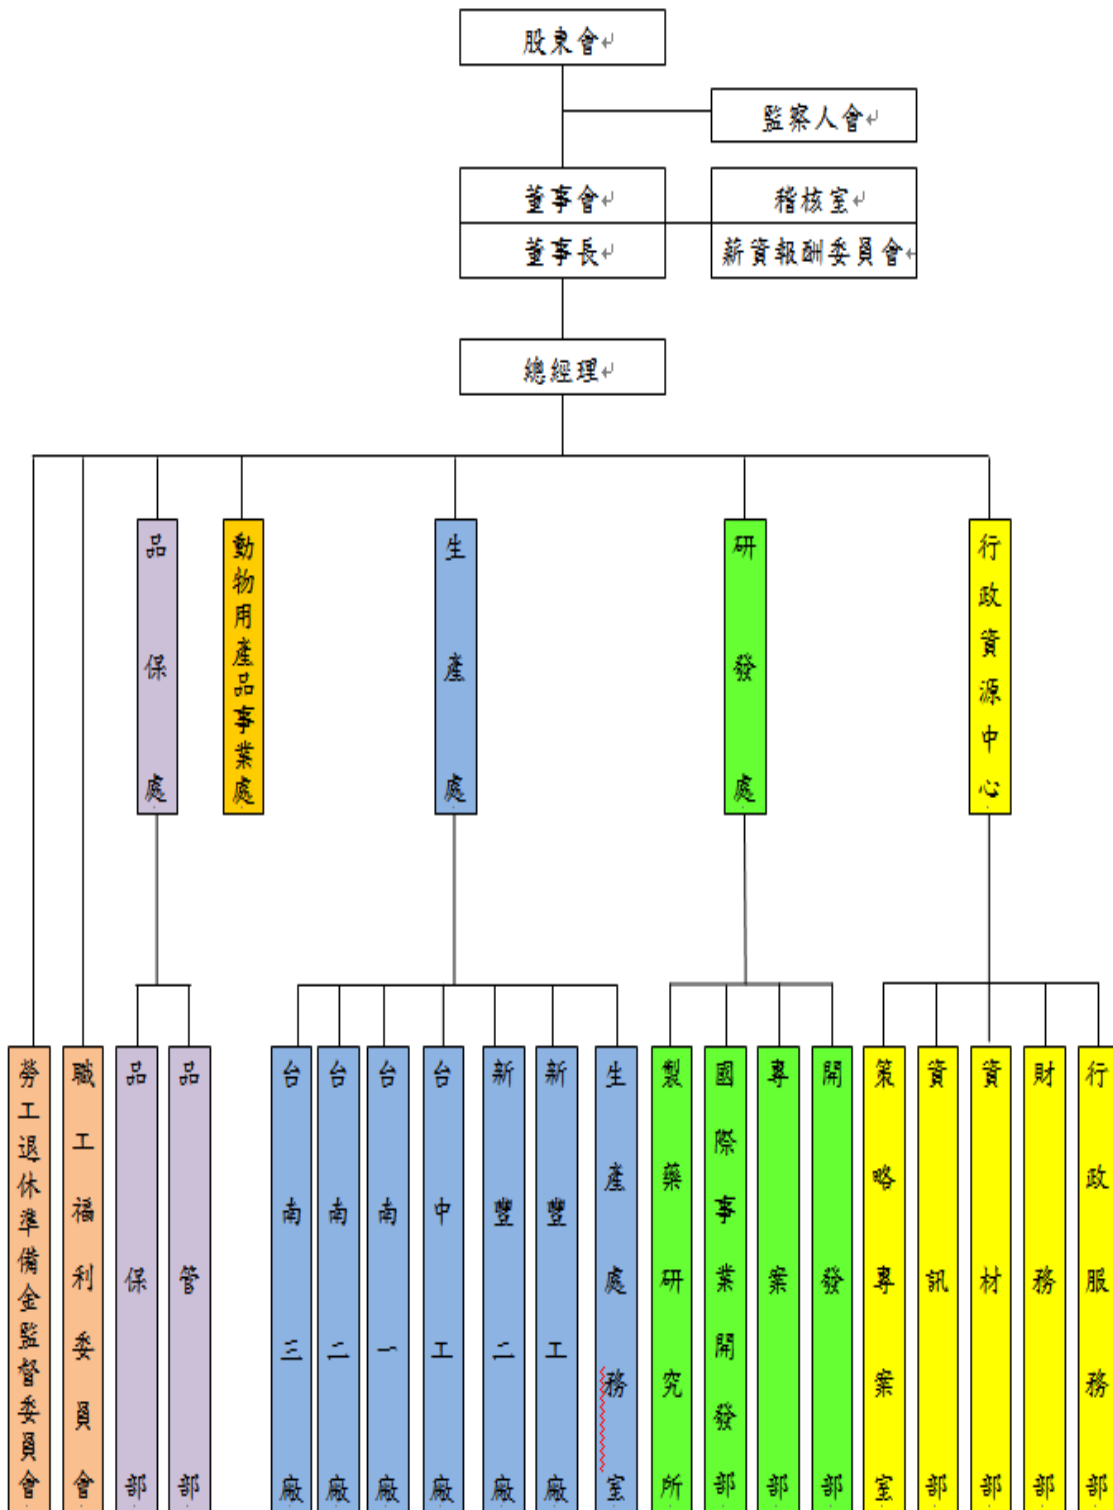 股東會
監察人會
董事會
稽核室
董事長
薪資報酬委員會
總經理
品保處
動物用產品事業處
生產處
研發處
行政資源中心
勞工退休準備金監督委員會
職工福利委員會
品保部
品管部
台南三廠
台南二廠
台南一廠
台中工廠
新豐二廠
新豐工廠
生產處務室
製藥研究所
國際事業開發部
專案部
開發部
策略專案室
資訊部
資材部
財務部
行政服務部